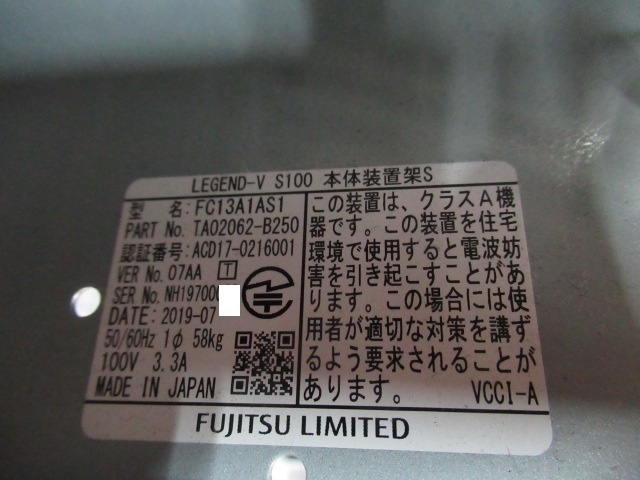 LEGEND-V S100 本体装置架S
型 名:FC13A1AS1
PART No. TA02062-B250
認証番号:ACD17-0216001
VER No. 07AA T
SER No. NH19700
DATE: 2019-07
50/60Hz 1φ 58kg
100V 3.3A
MADE IN JAPAN
この装置は、クラスA機
器です。この装置を住宅
環境で使用すると電波妨
害を引き起こすことがあ
ります。この場合には使
用者が適切な対策を講ず
るよう要求されることが
あります。 VCCI-A
FUJITSU LIMITED